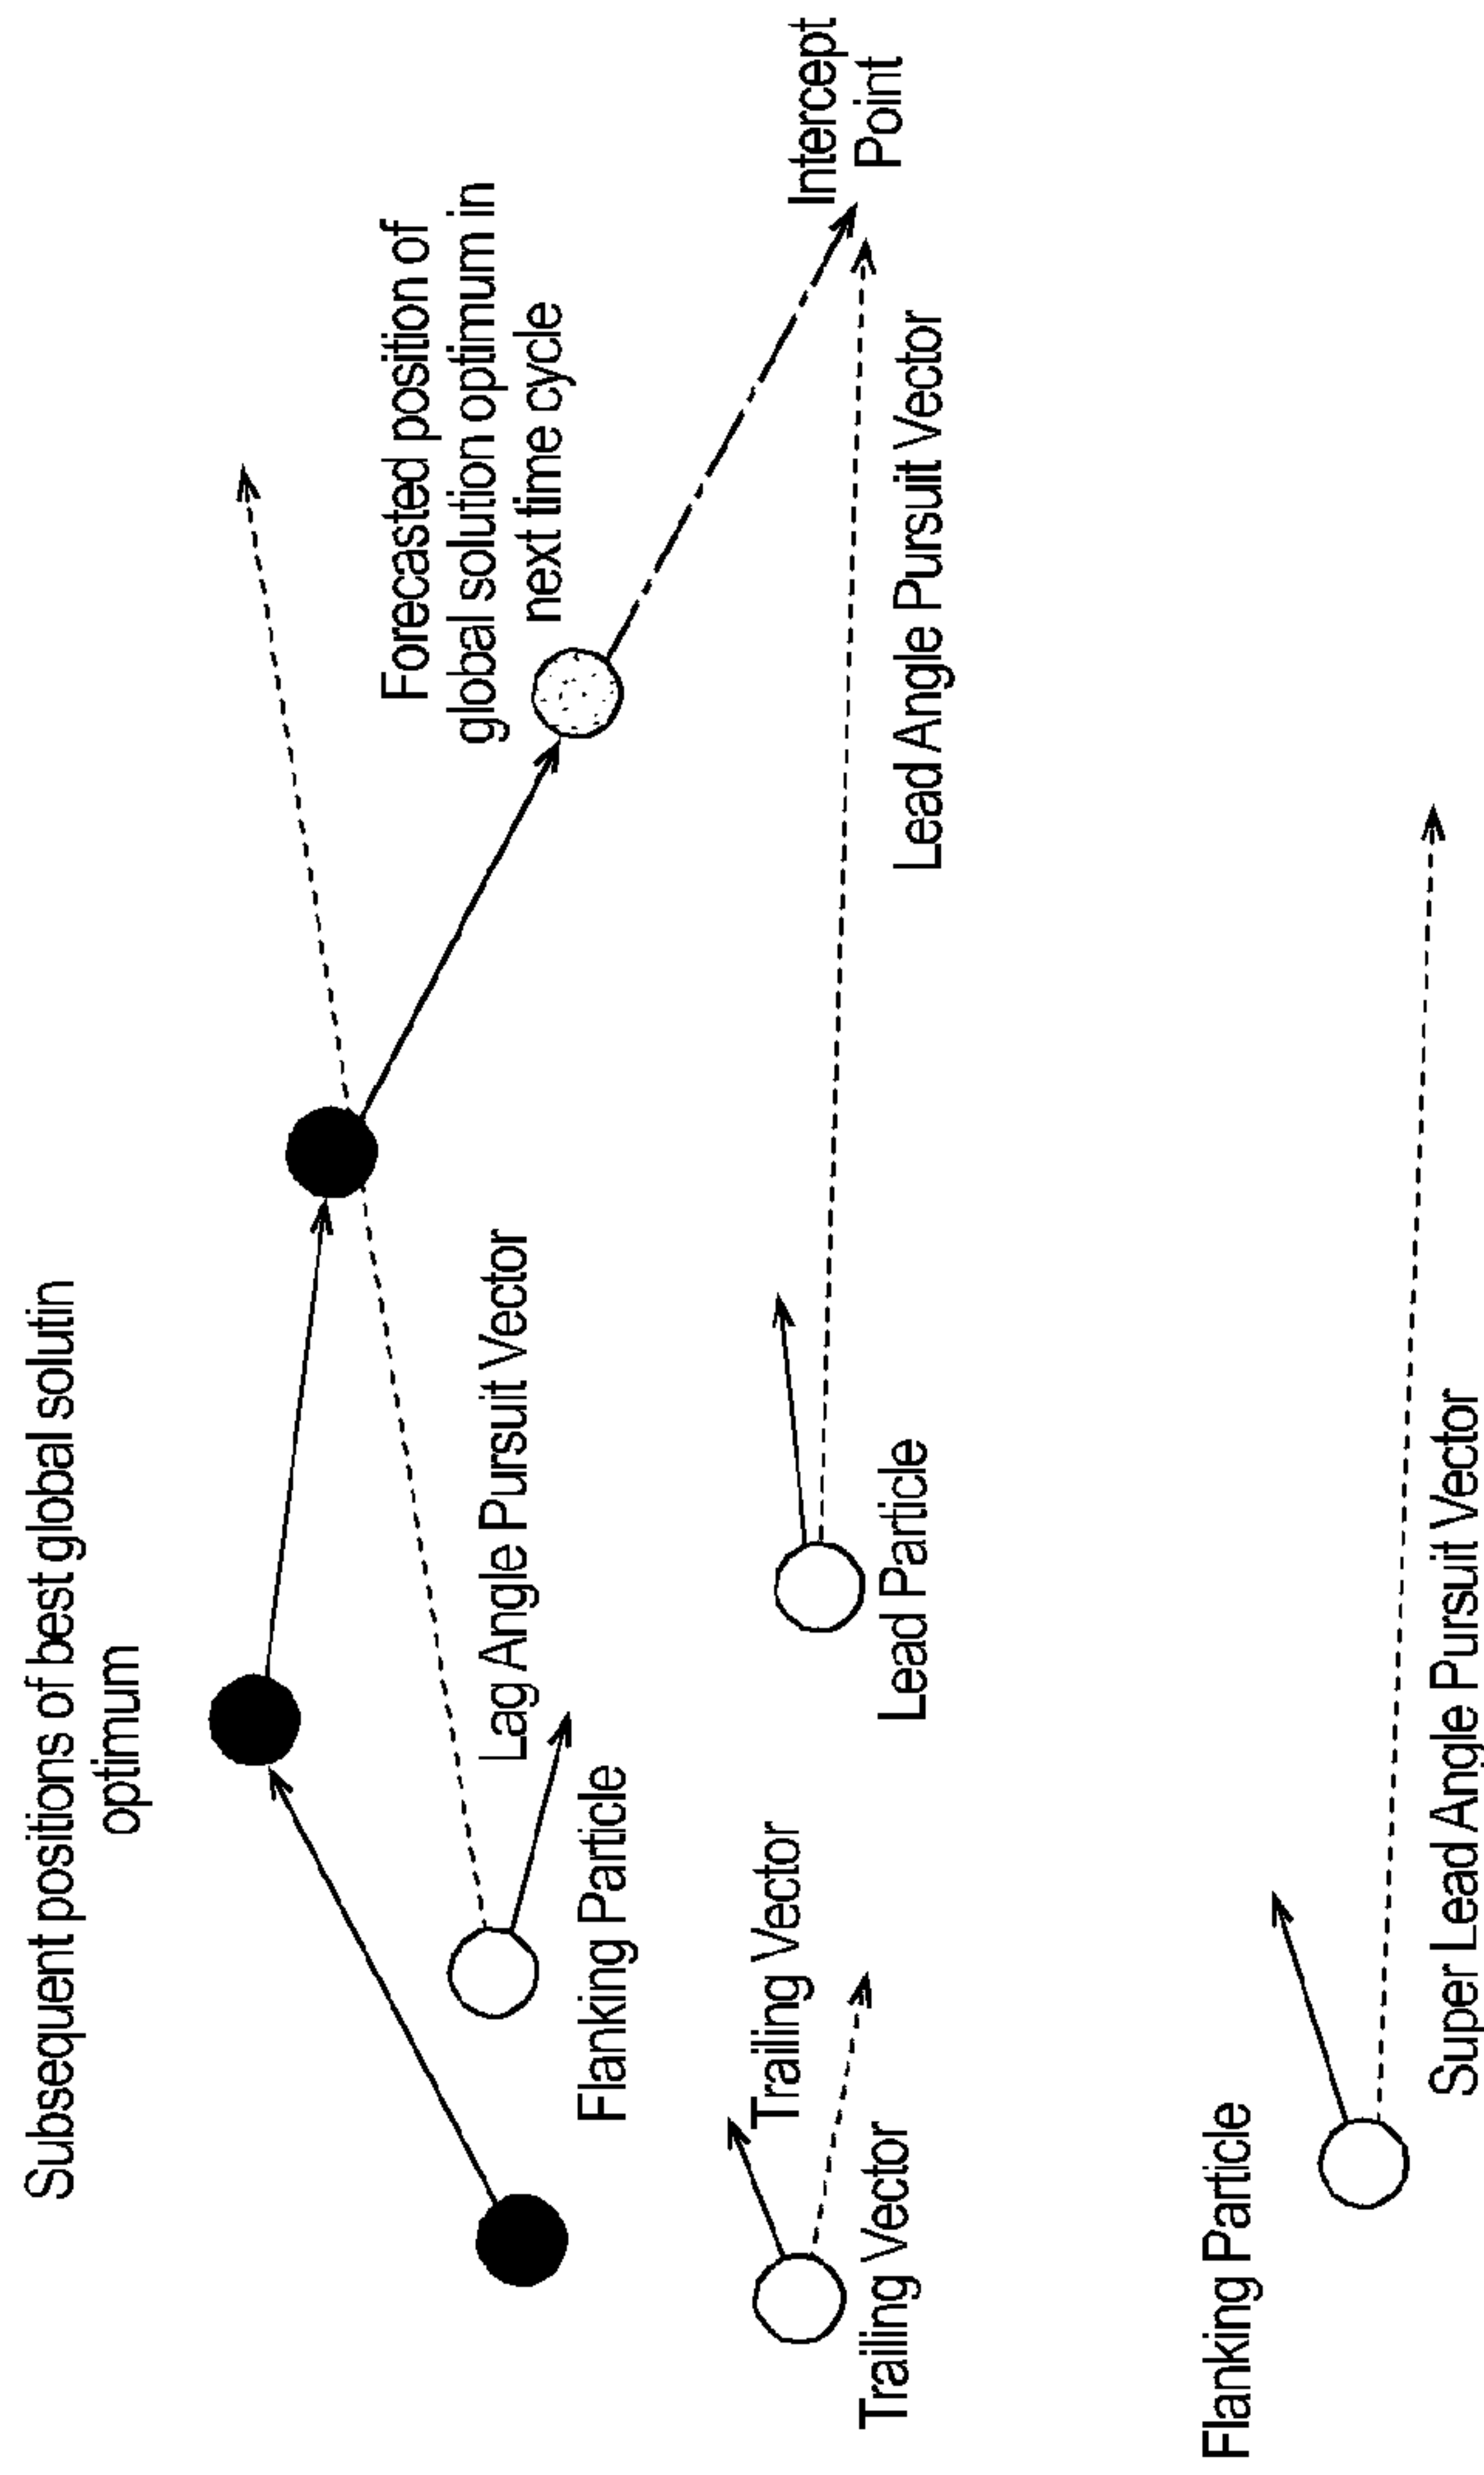 Subsequent positions of best global solutin
optimum
Forecasted position of
global solution optimum in
next time cycle
Lag Angle Pursuit Vector
Flanking Particle
Intercept
Point
Trailing Vector
Trailing Vector
Lead Particle
Lead Angle Pursuit Vector
Flanking Particle
Super Lead Angle Pursuit Vector